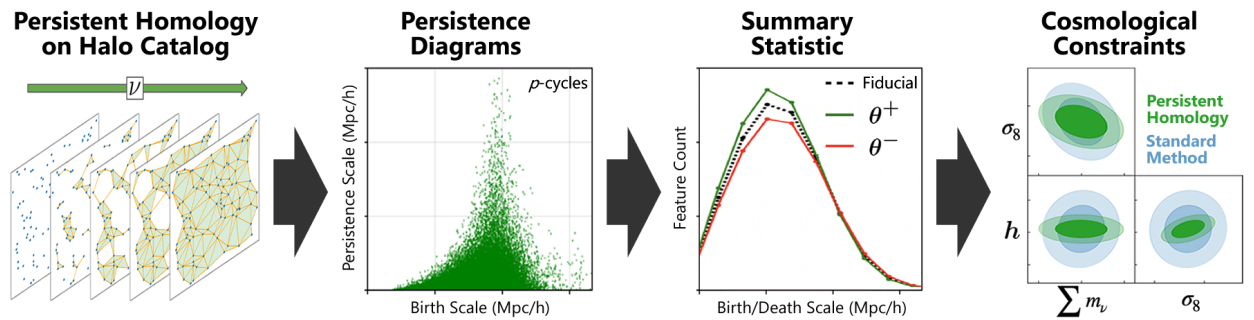 Persistent Homology
on Halo Catalog
ν
Persistence
Diagrams
p-cycles
Persistence Scale (Mpc/h)
Birth Scale (Mpc/h)
Summary
Statistic
Fiducial
θ⁺
θ⁻
Feature Count
Birth/Death Scale (Mpc/h)
Cosmological
Constraints
Persistent
Homology
Standard
Method
σ₈
h
∑ mᵥ
σ₈